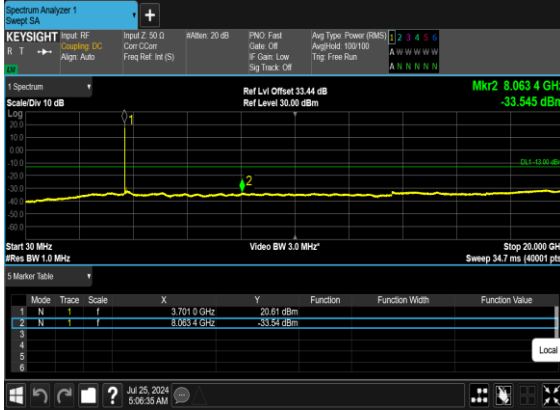 Spectrum Analyzer 1
Swept SA
+
KEYSIGHT Input: RF Input Z: 50 Ω #Atten: 20 dB PNO: Fast Avg Type: Power (RMS) 1 2 3 4 5 6
R T Coupling: DC Corr CCorr Gate: Off Avg|Hold: 100/100 A W W W W W
Align: Auto Freq Ref: Int (S) IF Gain: Low Trig: Free Run
Sig Track: Off A N N N N N
1 Spectrum
Ref Lvl Offset 33.44 dB Mkr2 8.063 4 GHz
Scale/Div 10 dB Ref Level 30.00 dBm -33.545 dBm
Log
20.0
10.0
0.00
-10.0
-20.0
-30.0
-40.0
-50.0
-60.0
1
2
DL1 -13.00 dBm
Start 30 MHz Video BW 3.0 MHz* Stop 20.000 GH
#Res BW 1.0 MHz Sweep 34.7 ms (40001 pts
5 Marker Table
Mode Trace Scale X Y Function Function Width Function Value
1 N 1 f 3.701 0 GHz 20.61 dBm
2 N 1 f 8.063 4 GHz -33.54 dBm
3
4
5
6
Local
?
Jul 25, 2024
5:06:35 AM